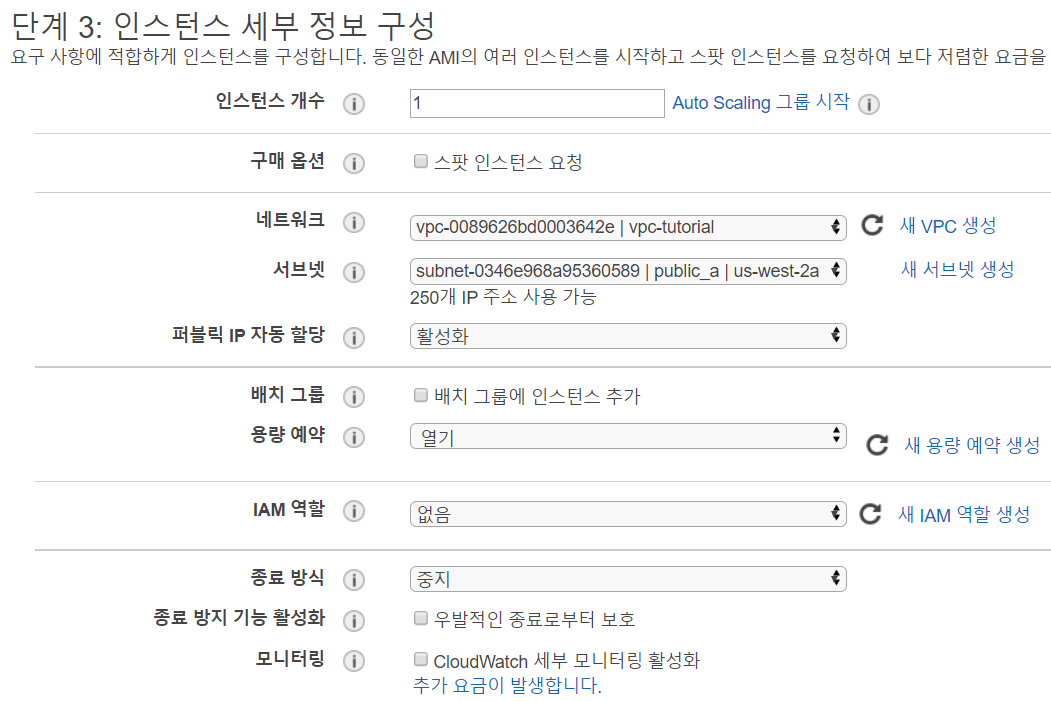 단계 3: 인스턴스 세부 정보 구성
요구 사항에 적합하게 인스턴스를 구성합니다. 동일한 AMI의 여러 인스턴스를 시작하고 스팟 인스턴스를 요청하여 보다 저렴한 요금을
인스턴스 개수 1 Auto Scaling 그룹 시작
구매 옵션 스팟 인스턴스 요청
네트워크 vpc-0089626bd0003642e | vpc-tutorial 새 VPC 생성
서브넷 subnet-0346e968a95360589 | public_a | us-west-2a 새 서브넷 생성
250개 IP 주소 사용 가능
퍼블릭 IP 자동 할당 활성화
배치 그룹 배치 그룹에 인스턴스 추가
용량 예약 열기 새 용량 예약 생성
IAM 역할 없음 새 IAM 역할 생성
종료 방식 중지
종료 방지 기능 활성화 우발적인 종료로부터 보호
모니터링 CloudWatch 세부 모니터링 활성화
추가 요금이 발생합니다.